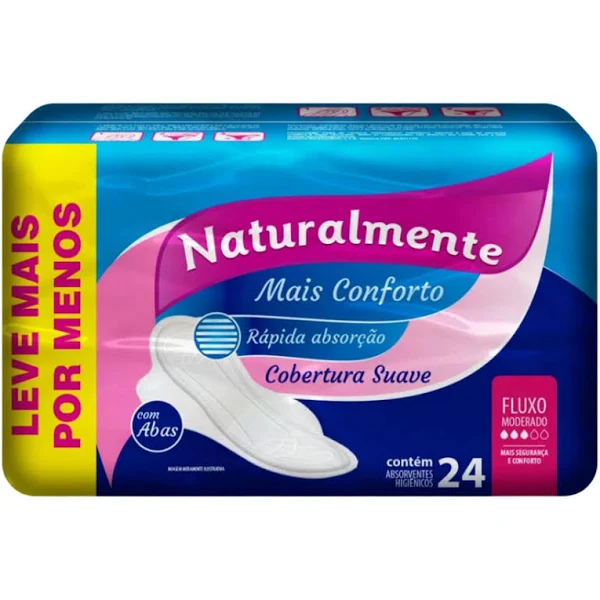 LEVE MAIS
POR MENOS
Naturalmente
Mais Conforto
Rápida absorção
Cobertura Suave
com
Abas
IMAGEM MERAMENTE ILUSTRATIVA
contém
ABSORVENTES
HIGIÊNICOS
24
FLUXO
MODERADO
MAIS SEGURANÇA
E CONFORTO